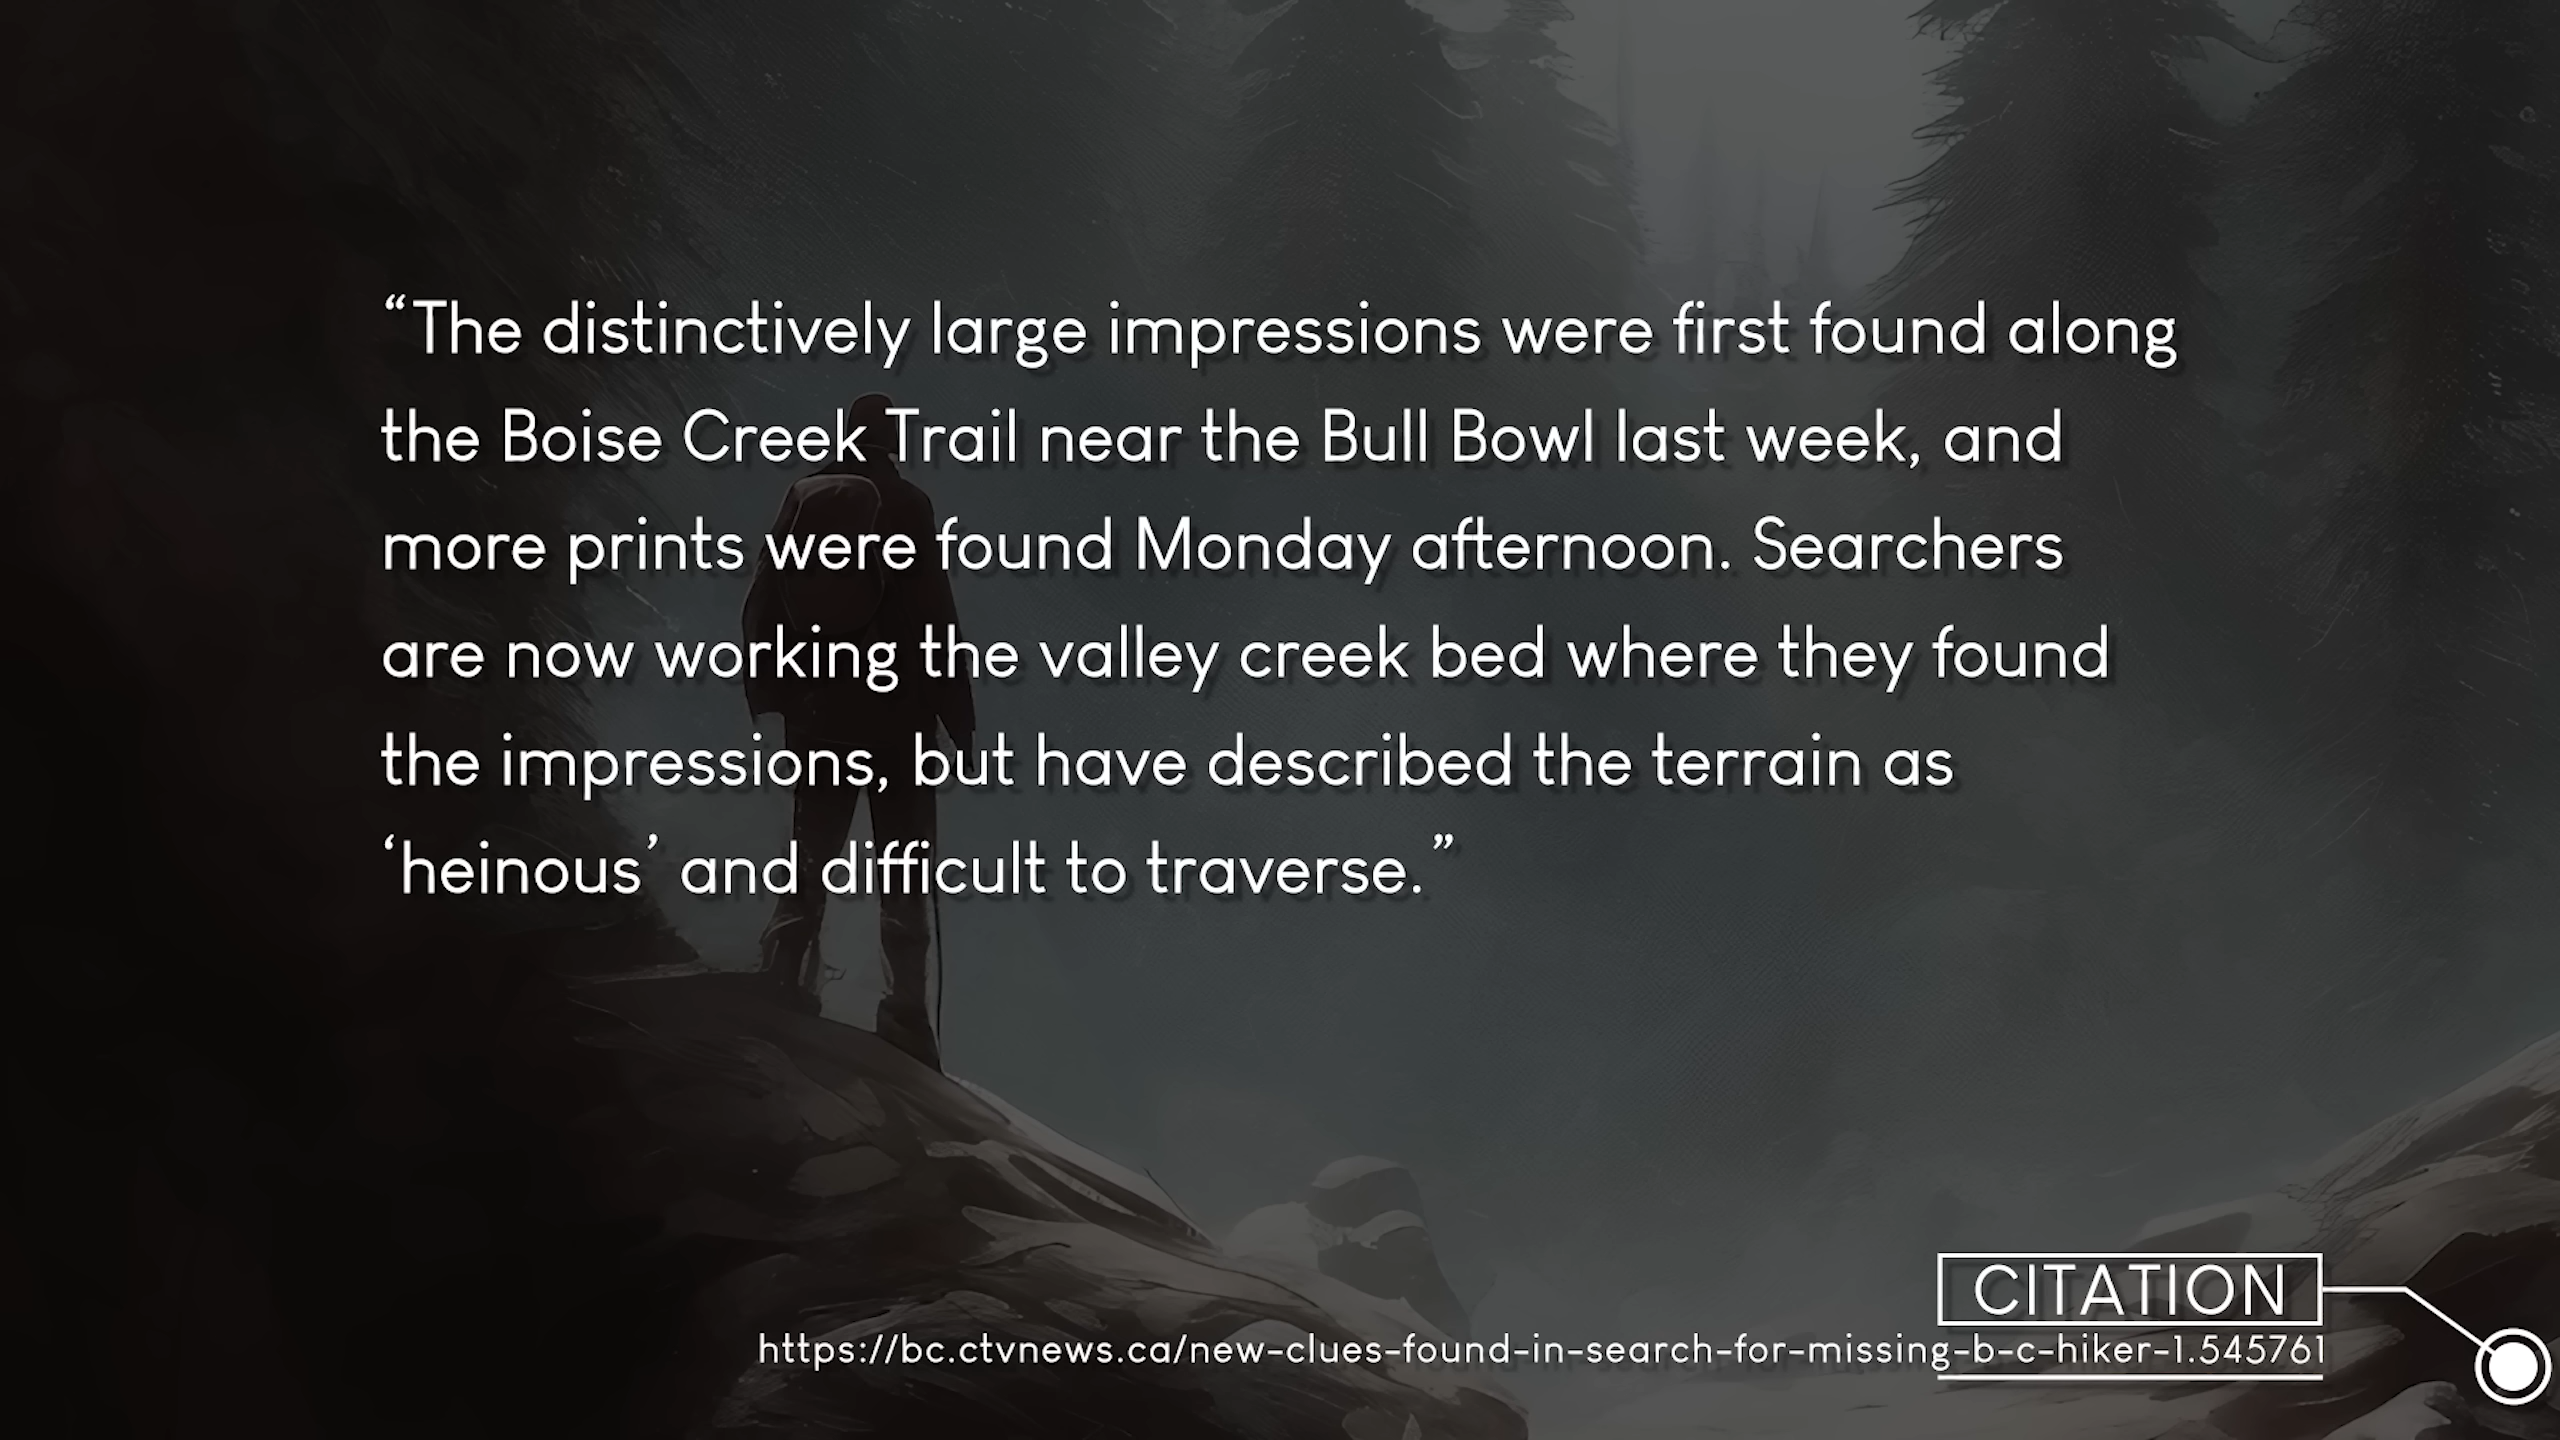 “The distinctively large impressions were first found along
the Boise Creek Trail near the Bull Bowl last week, and
more prints were found Monday afternoon. Searchers
are now working the valley creek bed where they found
the impressions, but have described the terrain as
‘heinous’ and difficult to traverse.”
CITATION
https://bc.ctvnews.ca/new-clues-found-in-search-for-missing-b-c-hiker-1.545761